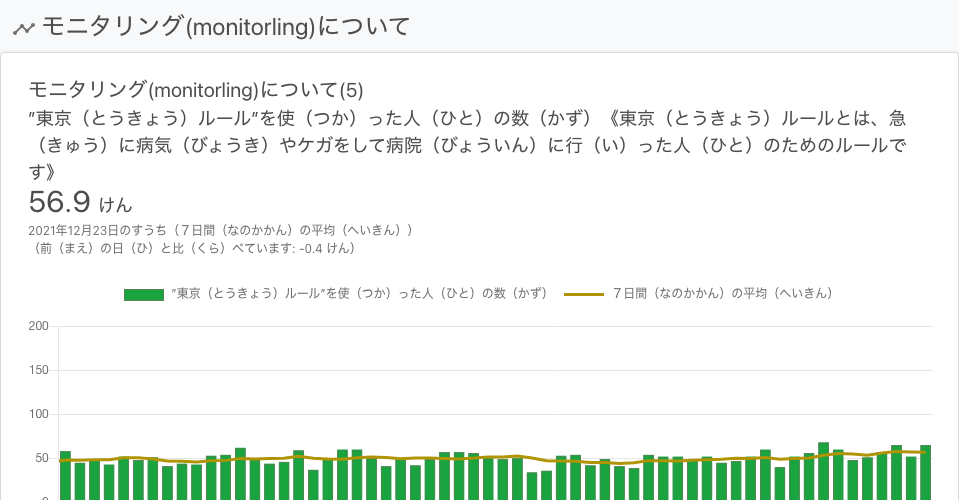 モニタリング(monitorling)について
モニタリング(monitorling)について(5)
”東京（とうきょう）ルール”を使（つか）った人（ひと）の数（かず）《東京（とうきょう）ルールとは、急
（きゅう）に病気（びょうき）やケガをして病院（びょういん）に行（い）った人（ひと）のためのルールで
す》
56.9 けん
2021年12月23日のすうち（７日間（なのかかん）の平均（へいきん））
（前（まえ）の日（ひ）と比（くら）べています: -0.4 けん）
”東京（とうきょう）ルール”を使（つか）った人（ひと）の数（かず） ７日間（なのかかん）の平均（へいきん）
200
150
100
50
0